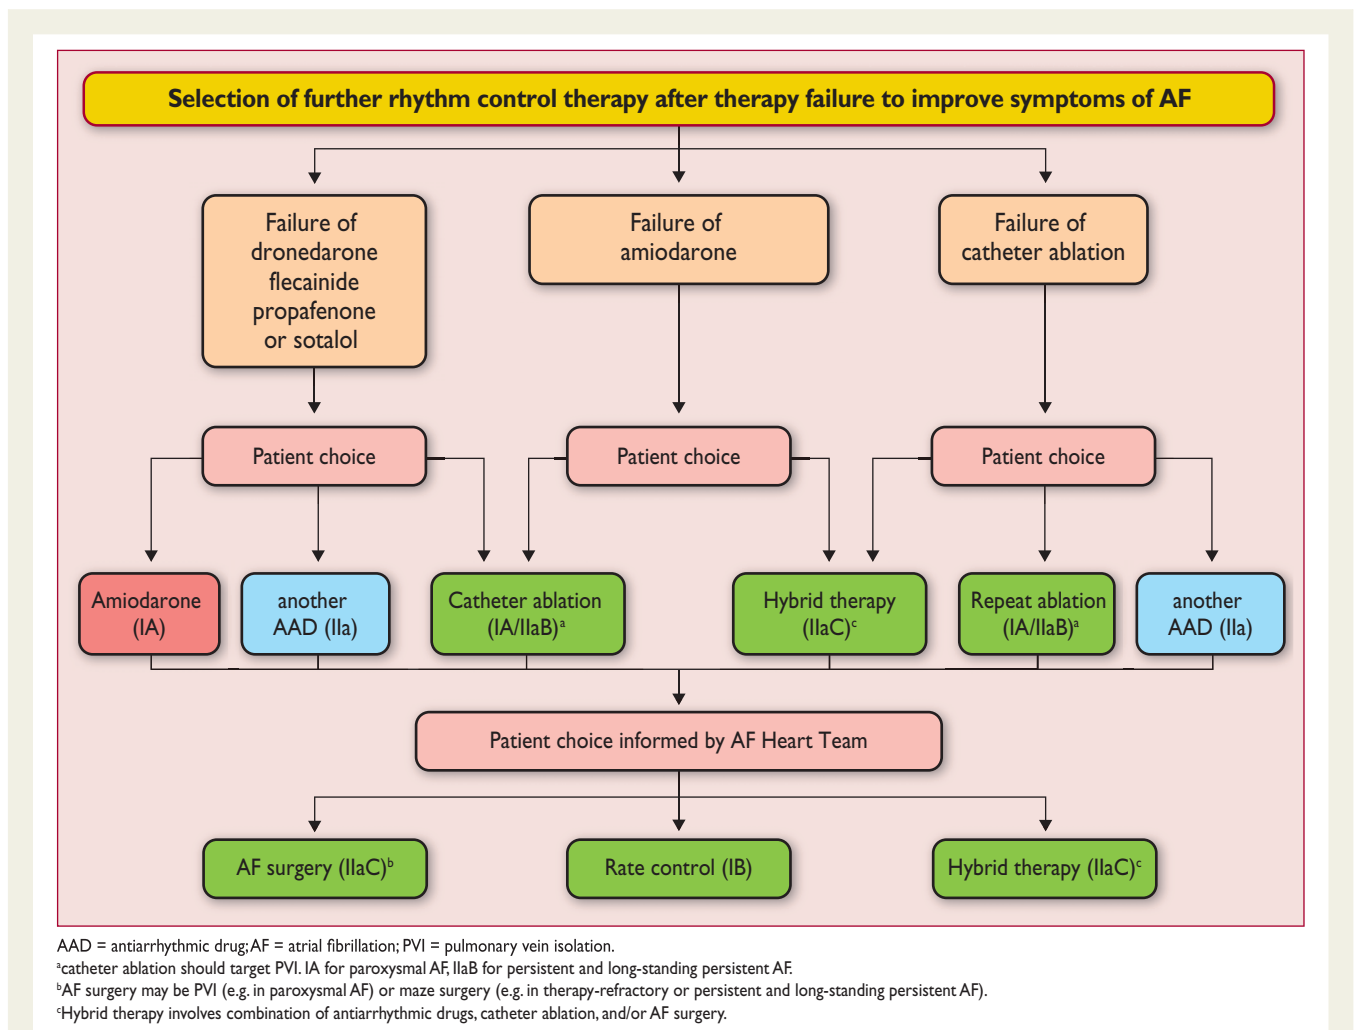 Selection of further rhythm control therapy after therapy failure to improve symptoms of AF
Failure of
dronedarone
flecainide
propafenone
or sotalol
Failure of
amiodarone
Failure of
catheter ablation
Patient choice
Patient choice
Patient choice
Amiodarone
(IA)
another
AAD (IIa)
Catheter ablation
(IA/IIaB)ᵃ
Hybrid therapy
(IIaC)ᶜ
Repeat ablation
(IA/IIaB)ᵃ
another
AAD (IIa)
Patient choice informed by AF Heart Team
AF surgery (IIaC)ᵇ
Rate control (IB)
Hybrid therapy (IIaC)ᶜ
AAD = antiarrhythmic drug; AF = atrial fibrillation; PVI = pulmonary vein isolation.
ᵃcatheter ablation should target PVI. IA for paroxysmal AF, IIaB for persistent and long-standing persistent AF.
ᵇAF surgery may be PVI (e.g. in paroxysmal AF) or maze surgery (e.g. in therapy-refractory or persistent and long-standing persistent AF).
ᶜHybrid therapy involves combination of antiarrhythmic drugs, catheter ablation, and/or AF surgery.